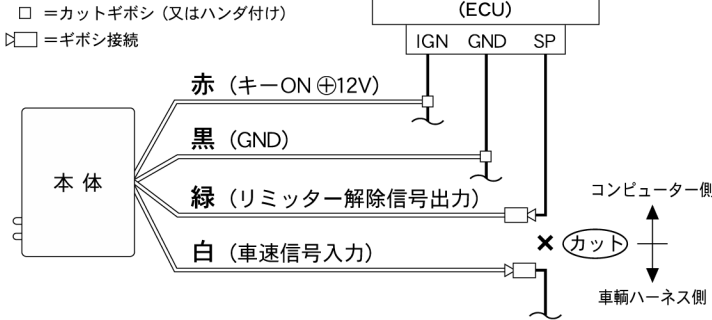 □ ＝カットギボシ（又はハンダ付け）
＝ギボシ接続
(ECU)
IGN GND SP
赤（キーON ⊕12V）
黒（GND）
本体
緑（リミッター解除信号出力）
白（車速信号入力）
コンピューター側
× カット
車輌ハーネス側